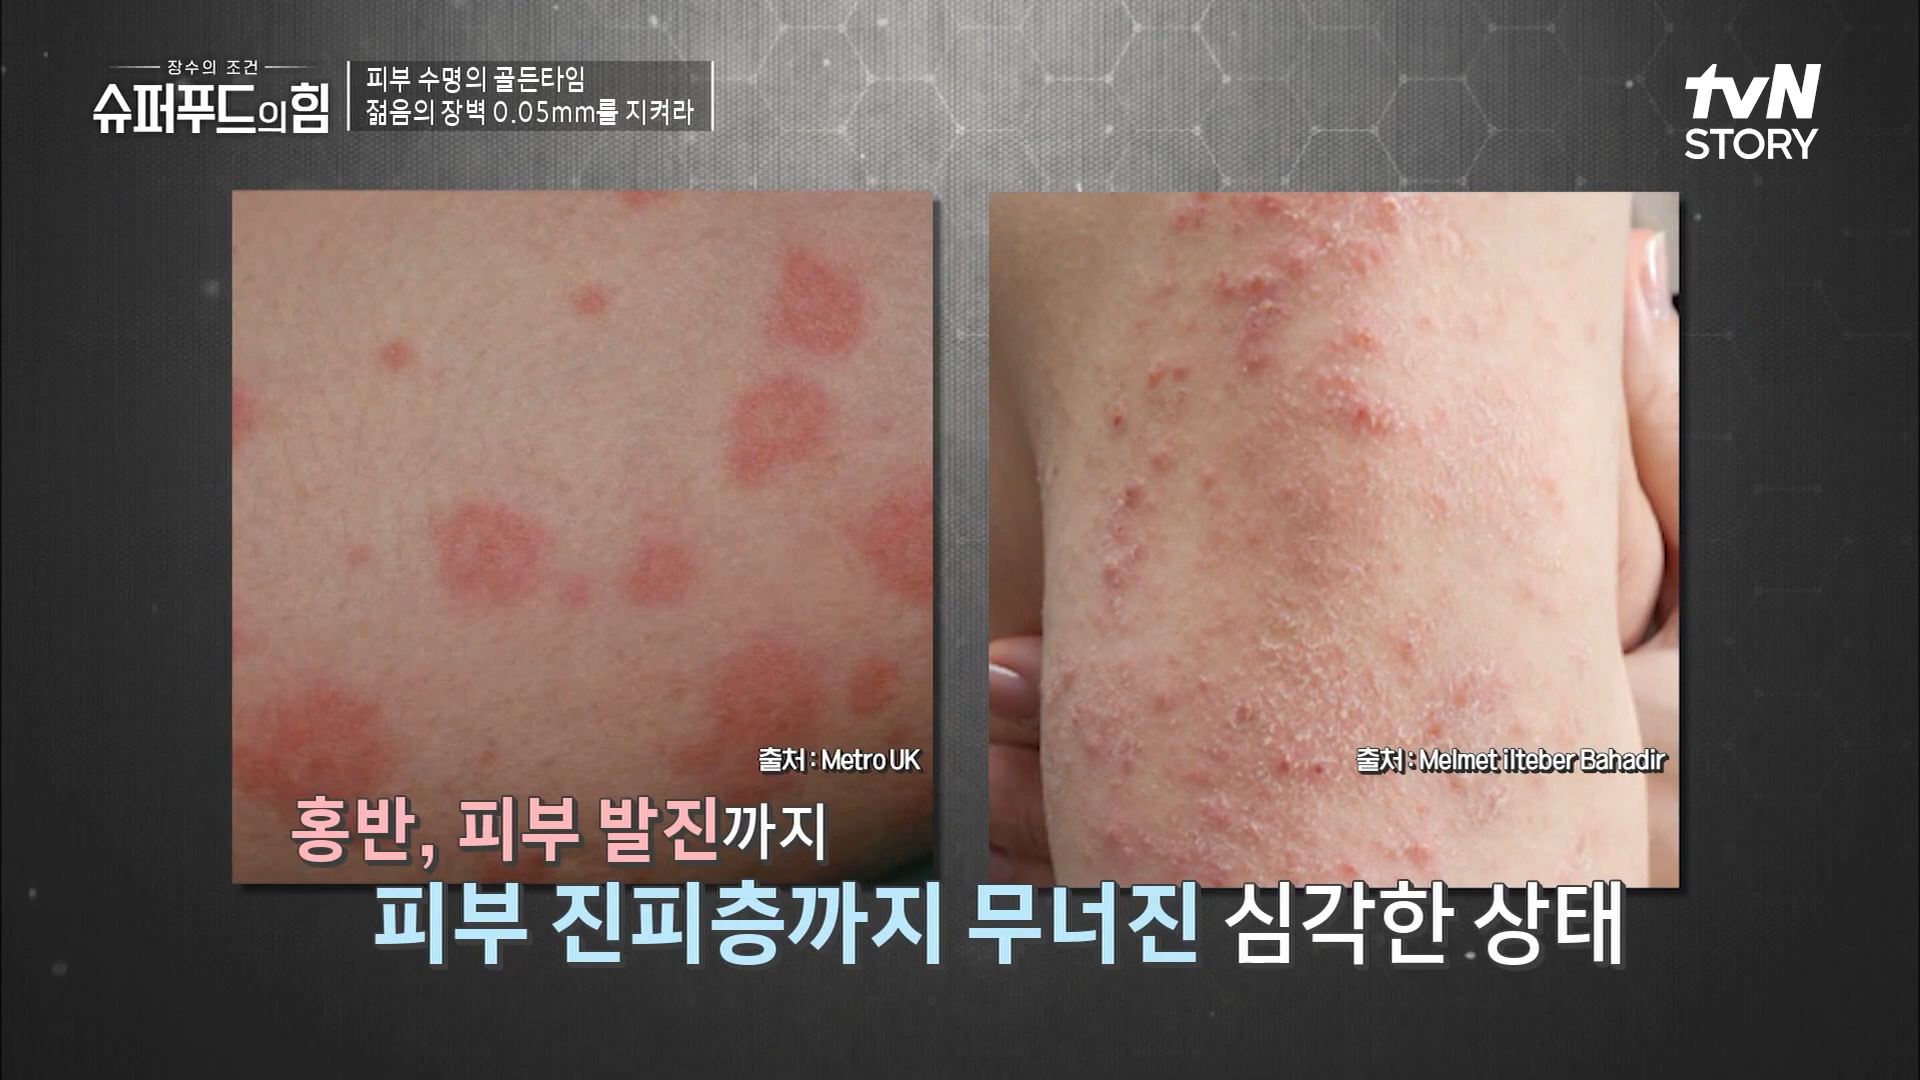 장수의 조건
슈퍼푸드의 힘
피부 수명의 골든타임
젊음의 장벽 0.05mm를 지켜라
tvN
STORY
출처 : Metro UK
출처 : Melmet ilteber Bahadir
홍반, 피부 발진까지
피부 진피층까지 무너진 심각한 상태